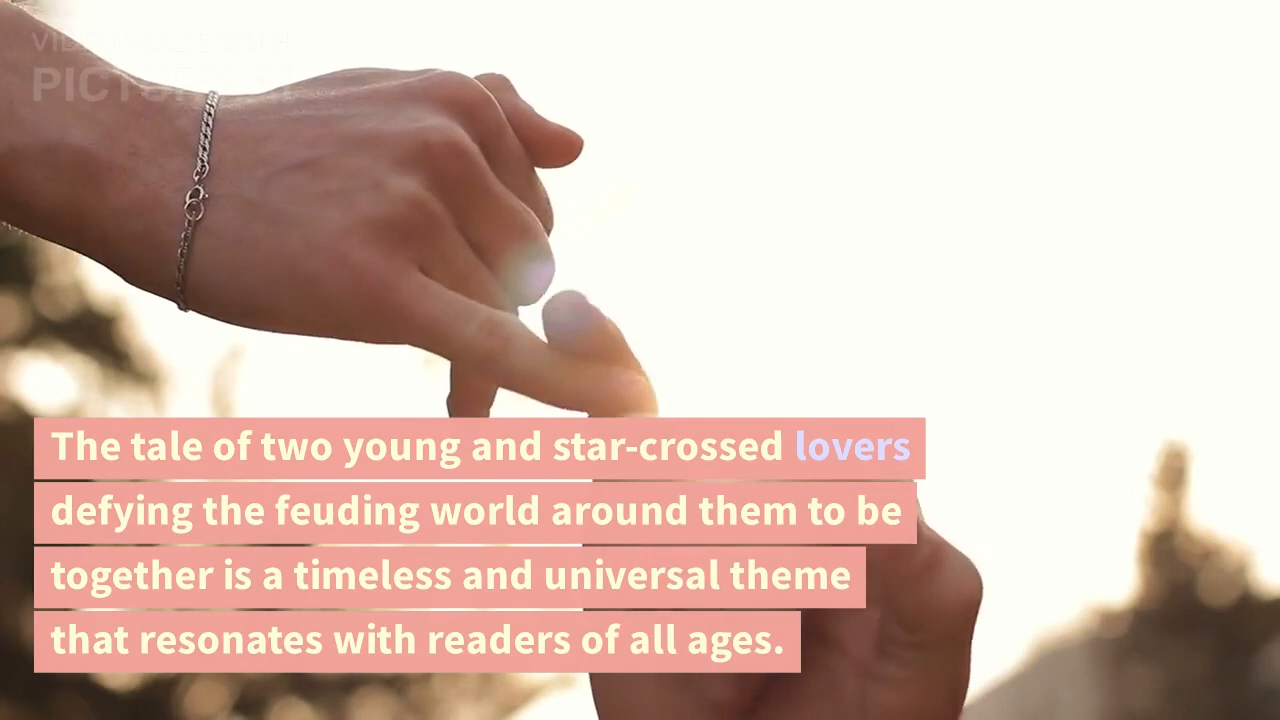 The tale of two young and star-crossed lovers
defying the feuding world around them to be
together is a timeless and universal theme
that resonates with readers of all ages.